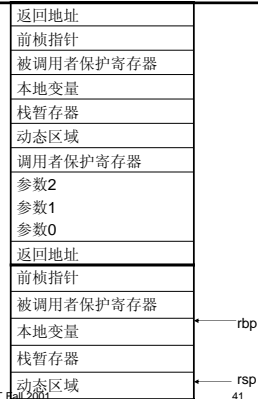 返回地址
前桢指针
被调用者保护寄存器
本地变量
栈暂存器
动态区域
调用者保护寄存器
参数2
参数1
参数0
返回地址
前桢指针
被调用者保护寄存器
rbp
本地变量
栈暂存器
动态区域
rsp
Fall 2001
41